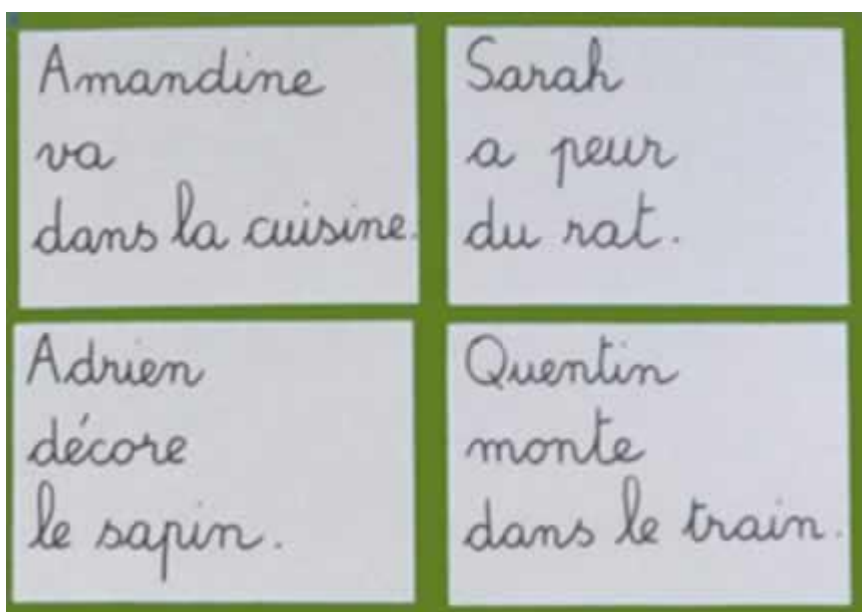 Amandine
va
dans la cuisine.
Sarah
a peur
du rat.
Adrien
décore
le sapin.
Quentin
monte
dans le train.